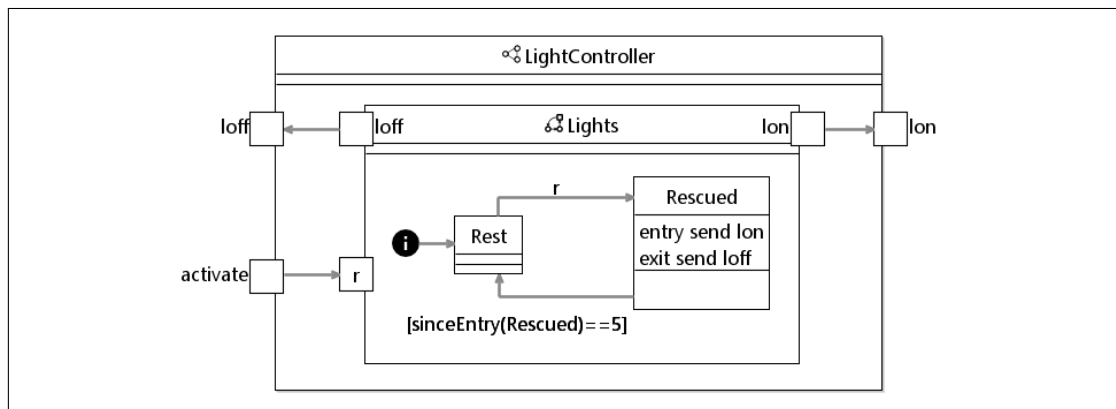 LightController
loff
loff
Lights
lon
lon
r
Rescued
entry send lon
exit send loff
i
Rest
activate
r
[sinceEntry(Rescued)==5]